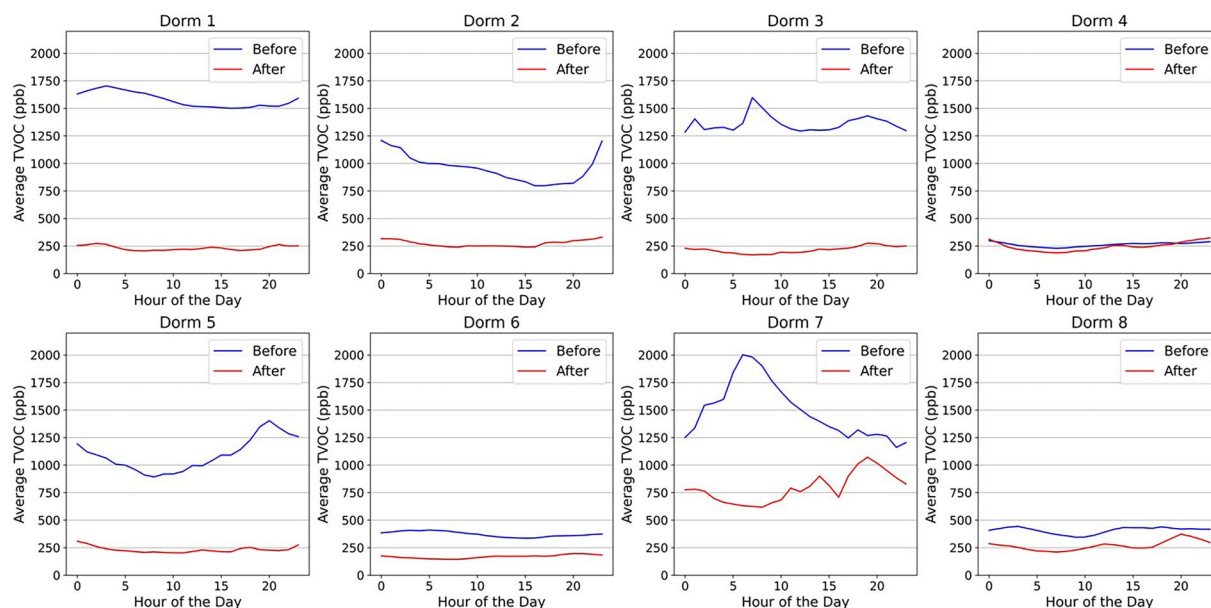 Dorm 1
Average TVOC (ppb)
2000
1750
1500
1250
1000
750
500
250
0
Before
After
0 5 10 15 20
Hour of the Day
Dorm 2
Average TVOC (ppb)
2000
1750
1500
1250
1000
750
500
250
0
Before
After
0 5 10 15 20
Hour of the Day
Dorm 3
Average TVOC (ppb)
2000
1750
1500
1250
1000
750
500
250
0
Before
After
0 5 10 15 20
Hour of the Day
Dorm 4
Average TVOC (ppb)
2000
1750
1500
1250
1000
750
500
250
0
Before
After
0 5 10 15 20
Hour of the Day
Dorm 5
Average TVOC (ppb)
2000
1750
1500
1250
1000
750
500
250
0
Before
After
0 5 10 15 20
Hour of the Day
Dorm 6
Average TVOC (ppb)
2000
1750
1500
1250
1000
750
500
250
0
Before
After
0 5 10 15 20
Hour of the Day
Dorm 7
Average TVOC (ppb)
2000
1750
1500
1250
1000
750
500
250
0
Before
After
0 5 10 15 20
Hour of the Day
Dorm 8
Average TVOC (ppb)
2000
1750
1500
1250
1000
750
500
250
0
Before
After
0 5 10 15 20
Hour of the Day